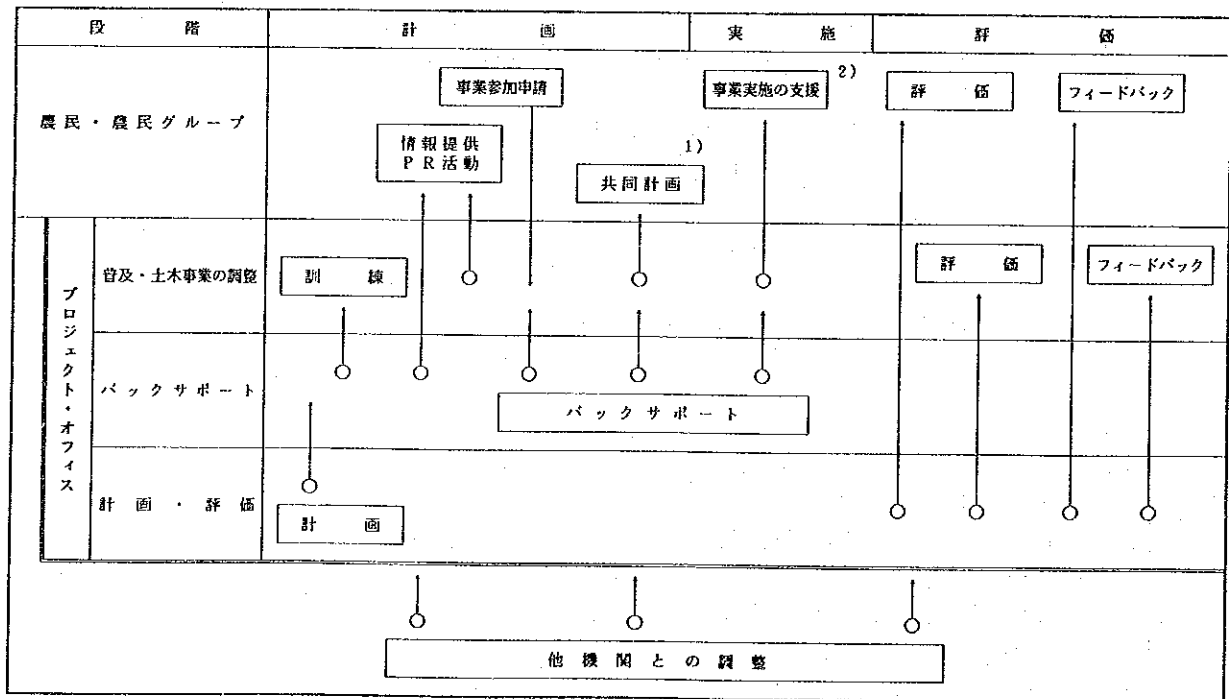 段階 計画 実施 評価
事業参加申請
事業実施の支援 2)
評価
フィードバック
農民・農民グループ
情報提供
PR活動
共同計画 1)
プロジェクト・オフィス
普及・土木事業の調整
訓練
評価
フィードバック
バックサポート
バックサポート
計画・評価
計画
他機関との調整